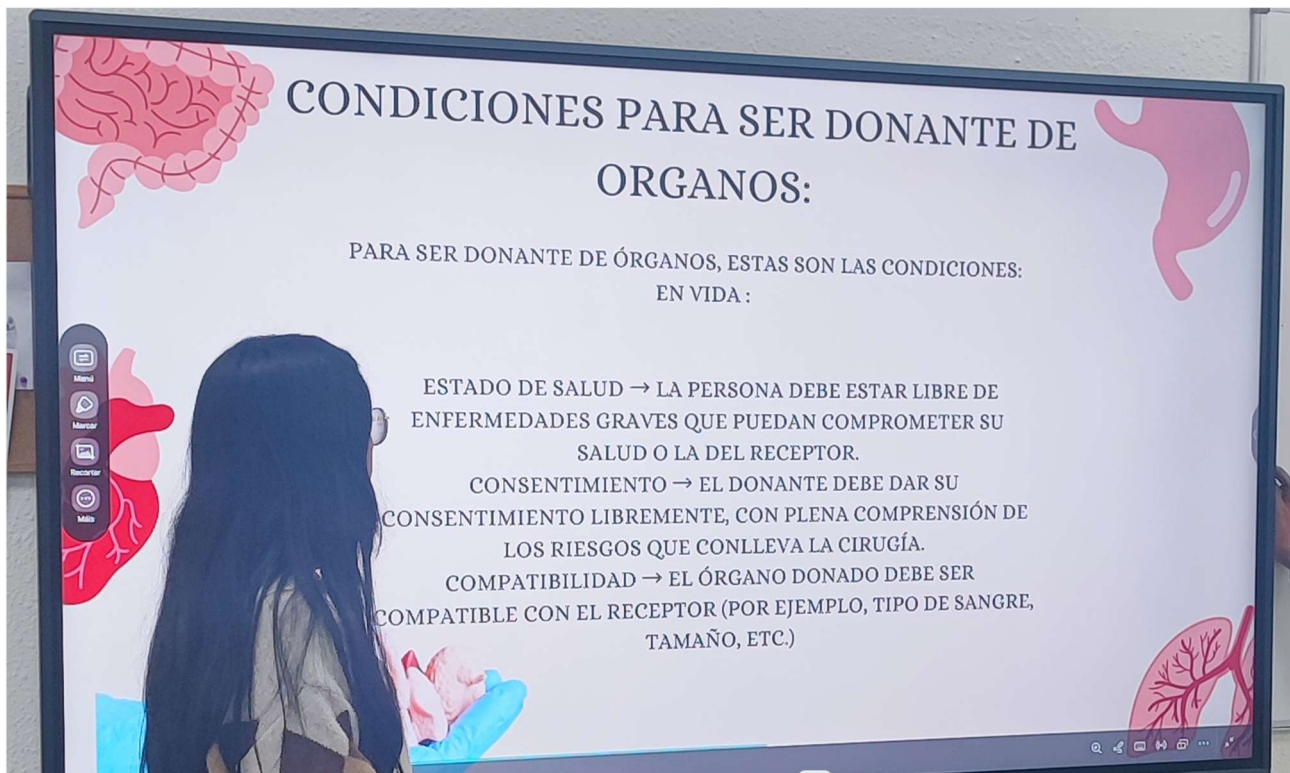 CONDICIONES PARA SER DONANTE DE
ORGANOS:
PARA SER DONANTE DE ÓRGANOS, ESTAS SON LAS CONDICIONES:
EN VIDA :
ESTADO DE SALUD → LA PERSONA DEBE ESTAR LIBRE DE
ENFERMEDADES GRAVES QUE PUEDAN COMPROMETER SU
SALUD O LA DEL RECEPTOR.
CONSENTIMIENTO → EL DONANTE DEBE DAR SU
CONSENTIMIENTO LIBREMENTE, CON PLENA COMPRENSIÓN DE
LOS RIESGOS QUE CONLLEVA LA CIRUGÍA.
COMPATIBILIDAD → EL ÓRGANO DONADO DEBE SER
COMPATIBLE CON EL RECEPTOR (POR EJEMPLO, TIPO DE SANGRE,
TAMAÑO, ETC.)
Menú
Marcar
Recortar
Máis